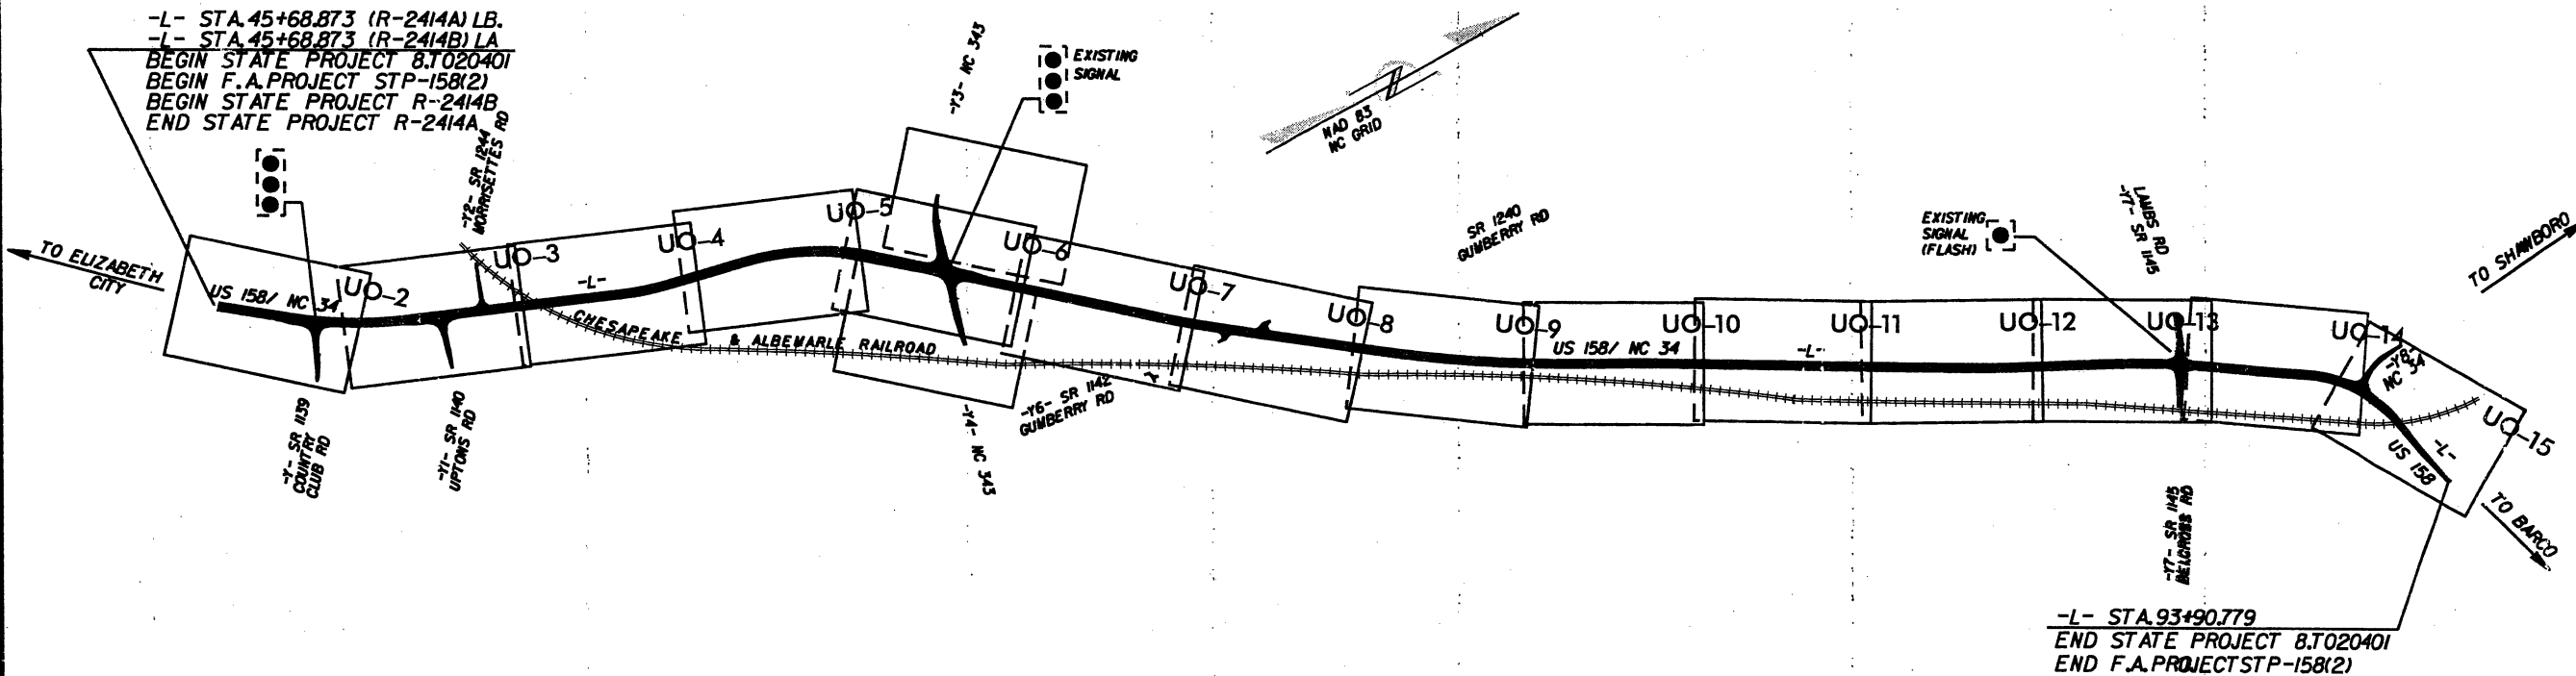 -L- STA.45+68.873 (R-2414A) LB.
-L- STA.45+68.873 (R-2414B) LA
BEGIN STATE PROJECT 8.T020401
BEGIN F.A.PROJECT STP-158(2)
BEGIN STATE PROJECT R-2414B
END STATE PROJECT R-2414A
TO ELIZABETH
CITY
US 158/ NC 34
-Y- SR 1139
COUNTRY
CLUB RD
UO-2
-Y1- SR 1140
UPTONS RD
-Y2- SR 1244
MORRISETTES RD
UO-3
-L-
CHESAPEAKE & ALBEMARLE RAILROAD
UO-4
UO-5
-Y3- NC 343
EXISTING
SIGNAL
UO-6
-Y4- NC 343
-Y6- SR 1142
GUMBERRY RD
UO-7
NAD 83
NC GRID
SR 1240
GUMBERRY RD
UO-8
UO-9
US 158/ NC 34
UO-10
-L-
UO-11
UO-12
EXISTING
SIGNAL
(FLASH)
LAMBS RD
-Y7- SR 1145
UO-13
-Y7- SR 1145
BELCROSS RD
UO-14
-Y8-
NC 34
TO SHAWBORO
UO-15
-L-
US 158
TO BARCO
-L- STA.93+90.779
END STATE PROJECT 8.T020401
END F.A.PROJECT STP-158(2)